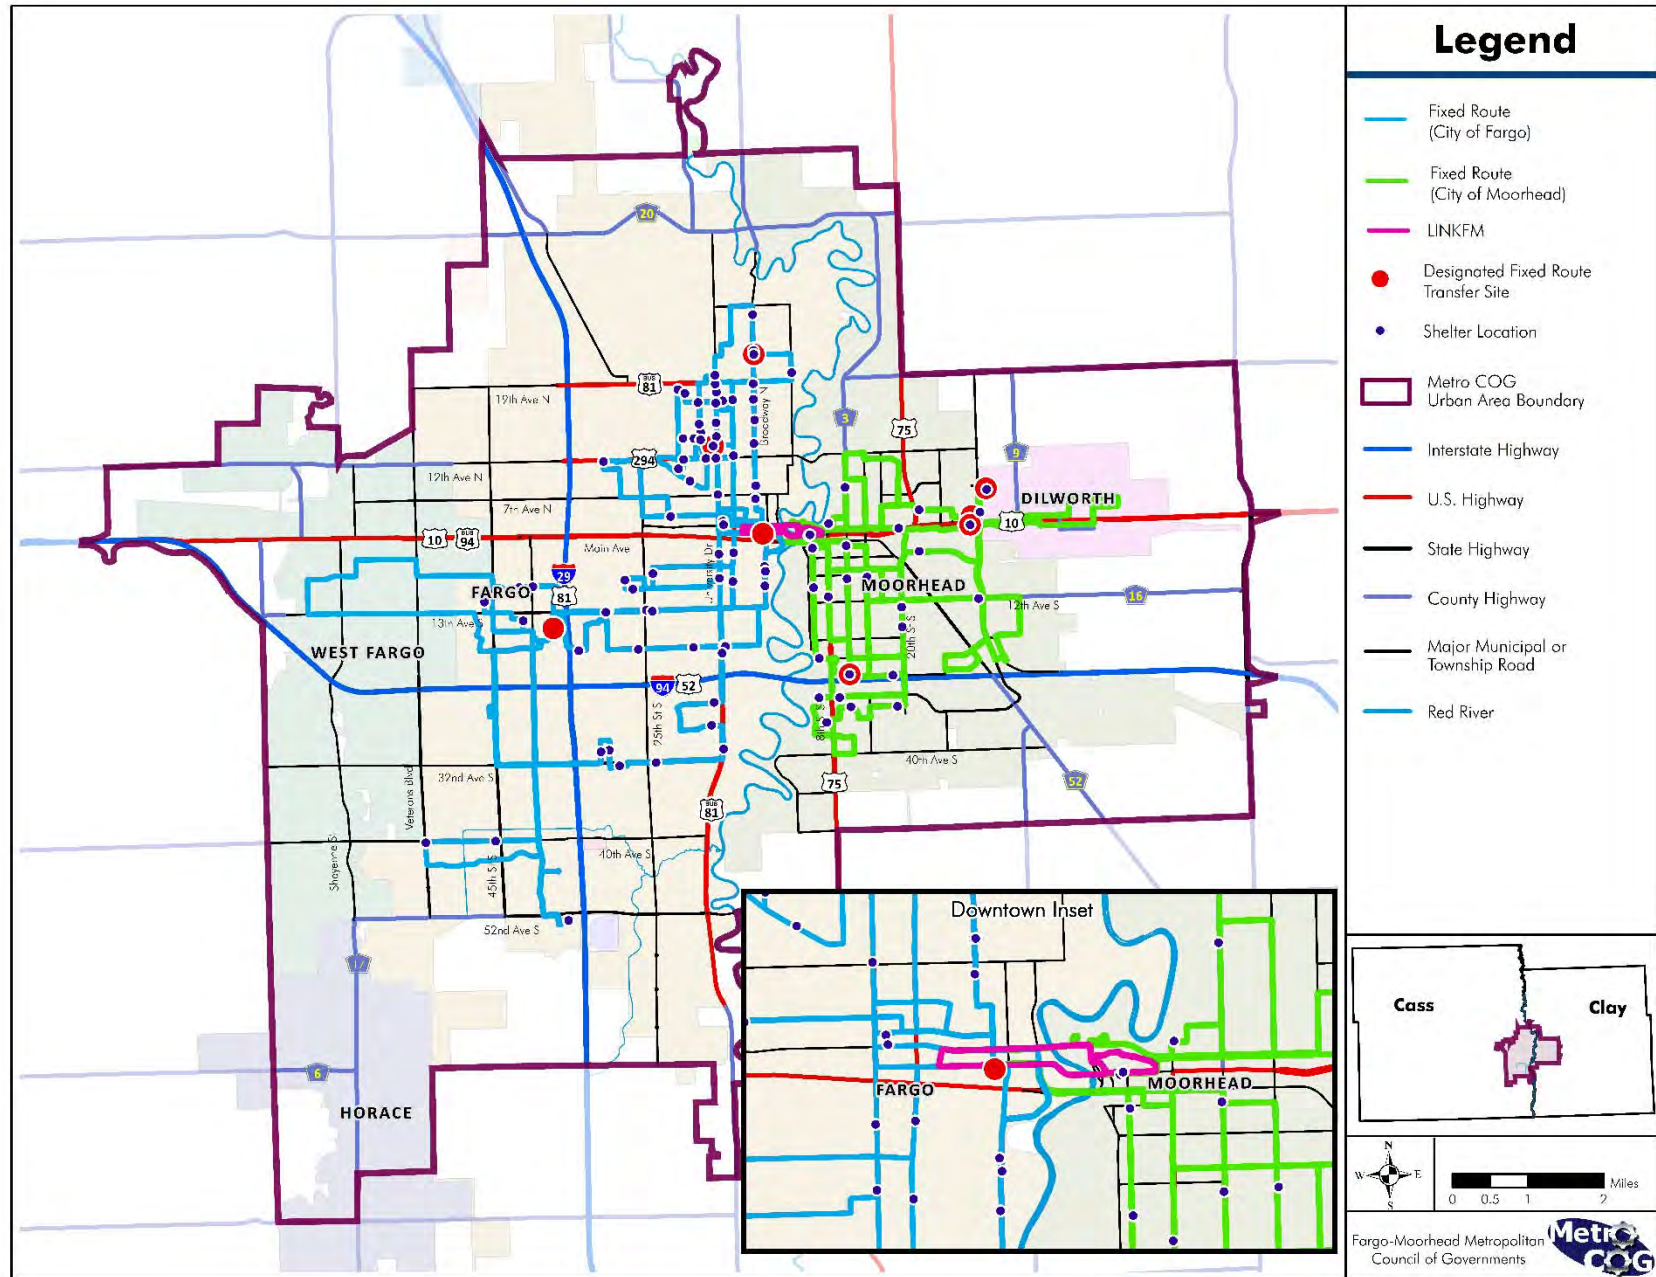 Legend
Fixed Route
(City of Fargo)
Fixed Route
(City of Moorhead)
LINKFM
Designated Fixed Route
Transfer Site
Shelter Location
Metro COG
Urban Area Boundary
Interstate Highway
U.S. Highway
State Highway
County Highway
Major Municipal or
Township Road
Red River
20
BUS
81
19th Ave N
Broadway N
3
75
9
294
12th Ave N
DILWORTH
7th Ave N
10
10
BUS
94
Main Ave
University Dr
29
81
FARGO
MOORHEAD
16
12th Ave S
13th Ave S
20th St S
WEST FARGO
94
52
25th St S
8th St S
40th Ave S
32nd Ave S
75
52
Veterans Blvd
BUS
81
40th Ave S
Sheyenne St
45th St S
52nd Ave S
17
6
HORACE
Downtown Inset
FARGO
MOORHEAD
Cass
Clay
N
W
E
S
0
0.5
1
2
Miles
Fargo-Moorhead Metropolitan
Council of Governments
Metro
COG